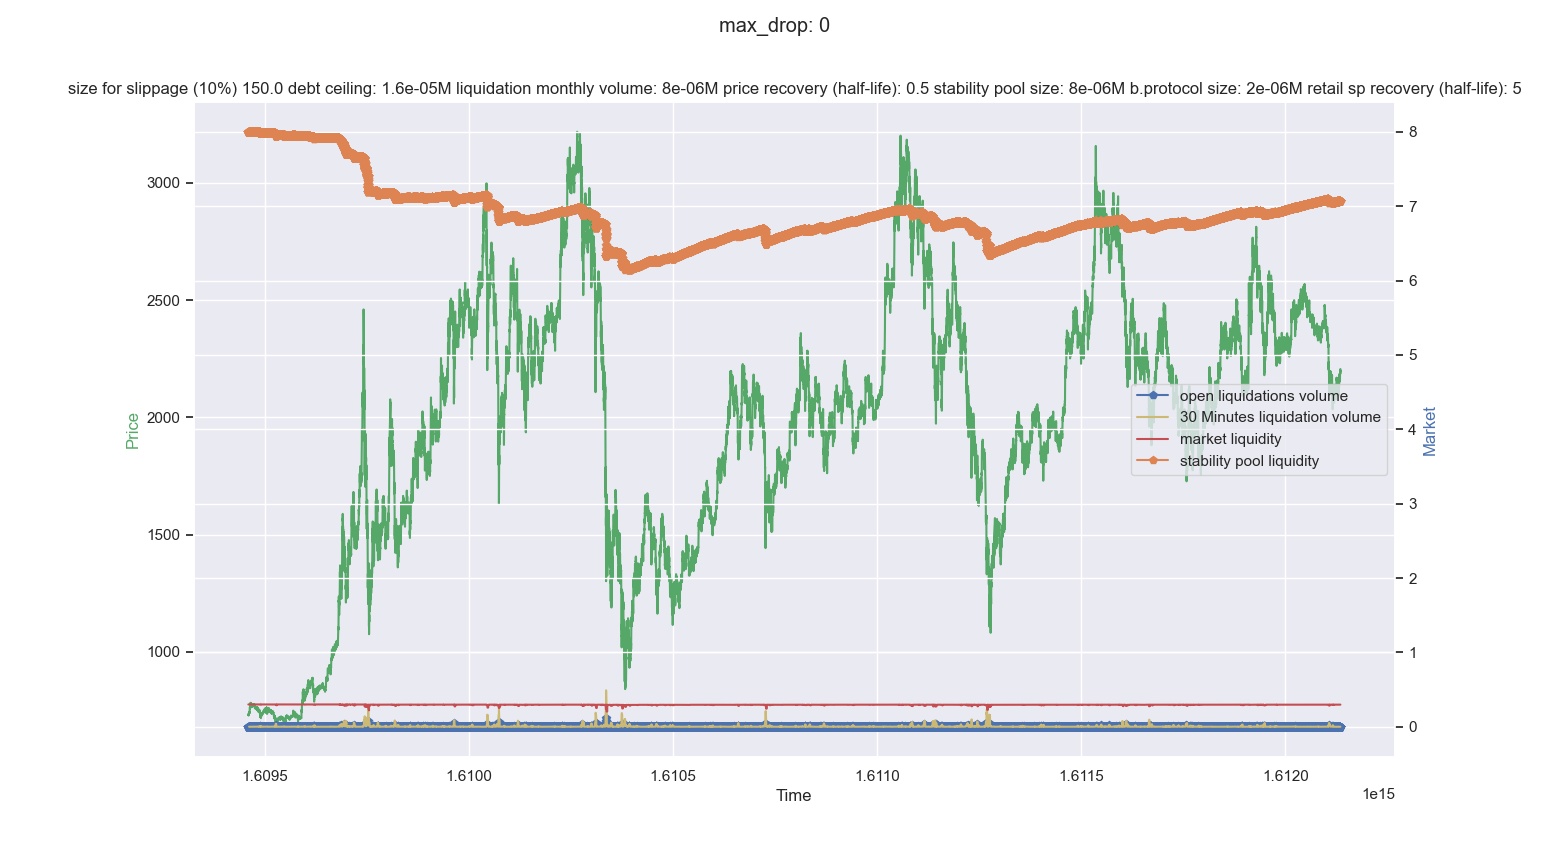 max_drop: 0
size for slippage (10%) 150.0 debt ceiling: 1.6e-05M liquidation monthly volume: 8e-06M price recovery (half-life): 0.5 stability pool size: 8e-06M b.protocol size: 2e-06M retail sp recovery (half-life): 5
3000
2500
2000
1500
1000
Price
8
7
6
5
4
3
2
1
0
Market
open liquidations volume
30 Minutes liquidation volume
market liquidity
stability pool liquidity
1.6095
1.6100
1.6105
1.6110
1.6115
1.6120
Time
1e15